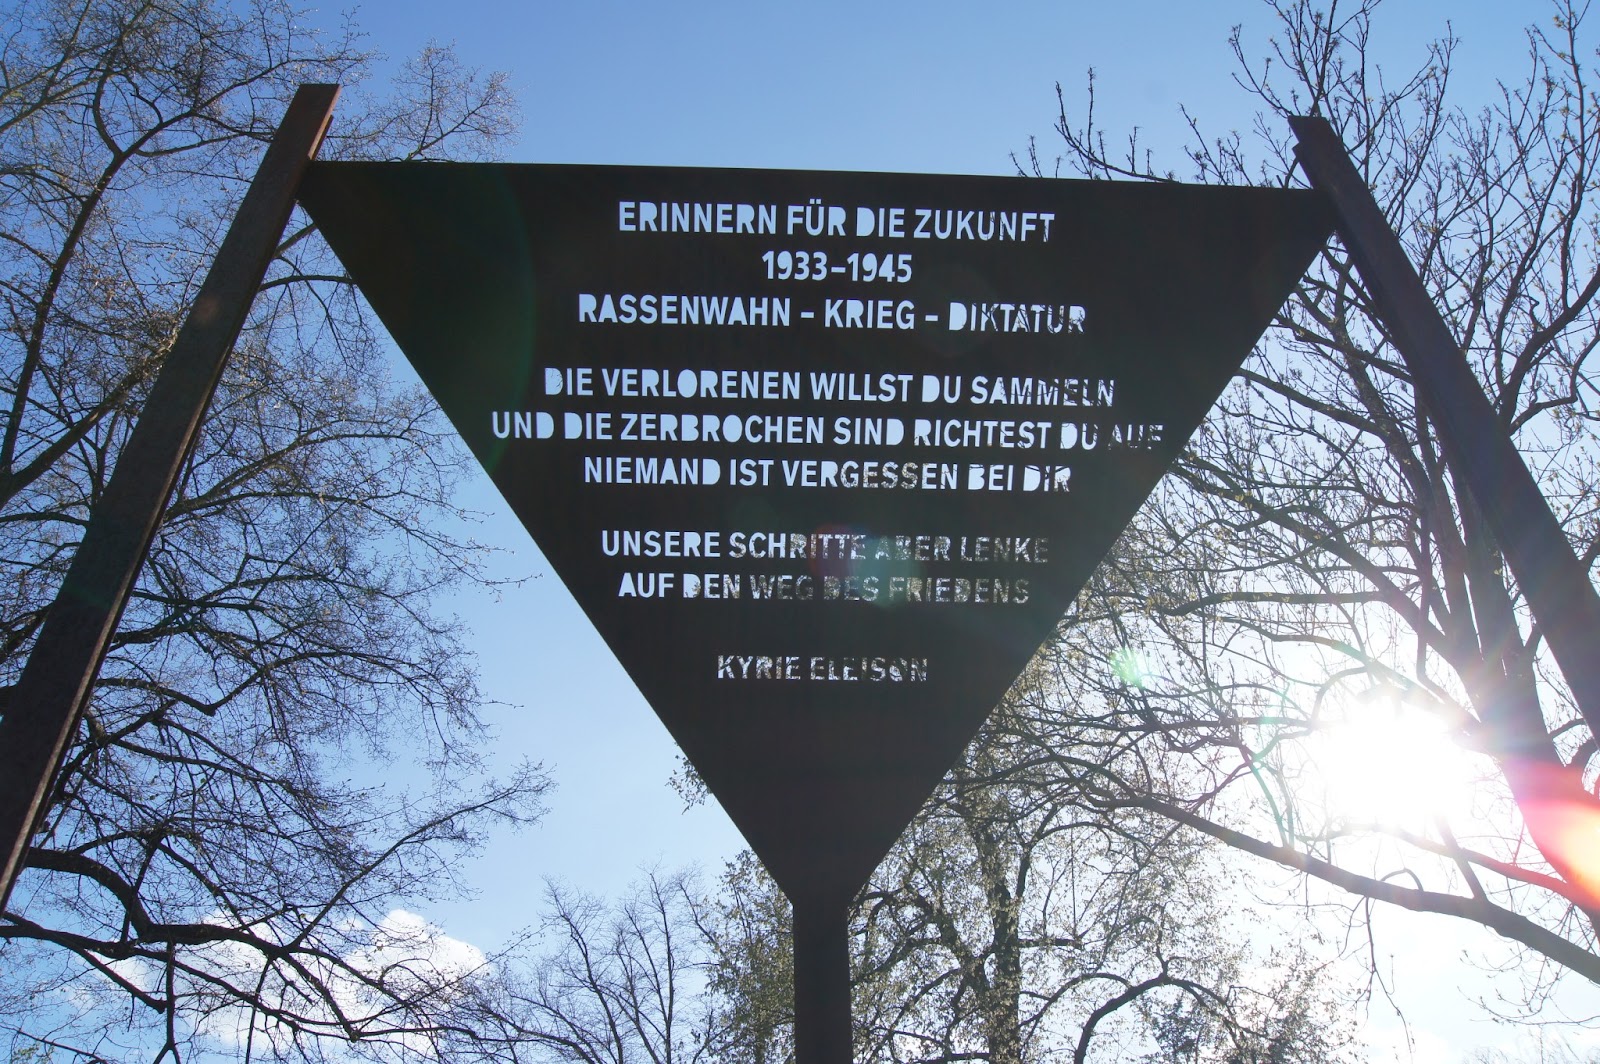 ERINNERN FÜR DIE ZUKUNFT
1933–1945
RASSENWAHN – KRIEG – DIKTATUR
DIE VERLORENEN WILLST DU SAMMELN
UND DIE ZERBROCHEN SIND RICHTEST DU AUF
NIEMAND IST VERGESSEN BEI DIR
UNSERE SCHRITTE ABER LENKE
AUF DEN WEG DES FRIEDENS
KYRIE ELEISON